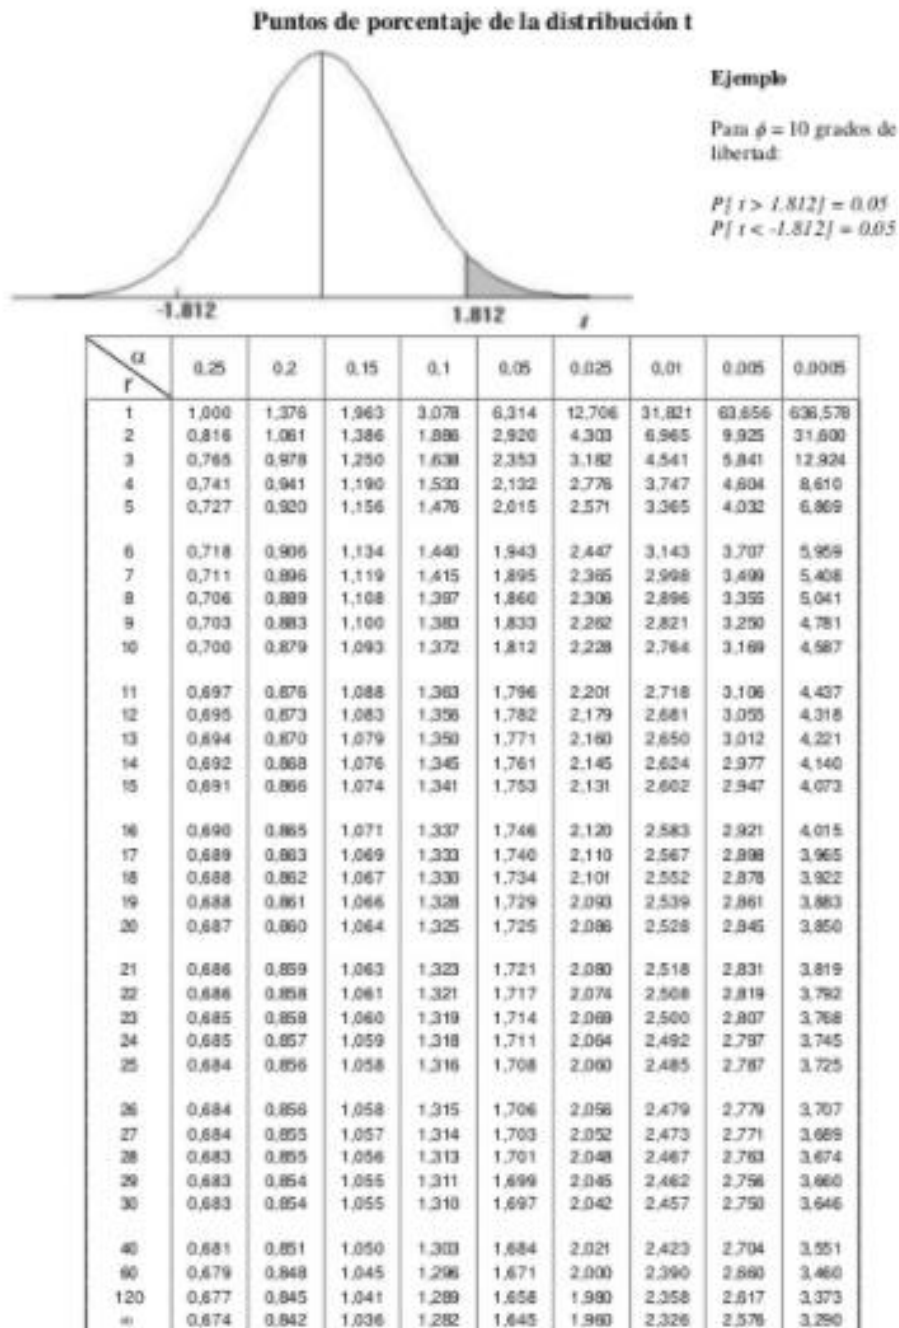 Puntos de porcentaje de la distribución t
Ejemplo
Para ϕ = 10 grados de
libertad:
P[ t > 1.812] = 0.05
P[ t < -1.812] = 0.05
-1.812 1.812 t
α
r 0,25 0,2 0,15 0,1 0,05 0,025 0,01 0,005 0,0005
1 1,000 1,376 1,963 3,078 6,314 12,706 31,821 63,656 636,578
2 0,816 1,061 1,386 1,886 2,920 4,303 6,965 9,925 31,600
3 0,765 0,978 1,250 1,638 2,353 3,182 4,541 5,841 12,924
4 0,741 0,941 1,190 1,533 2,132 2,776 3,747 4,604 8,610
5 0,727 0,920 1,156 1,476 2,015 2,571 3,365 4,032 6,869
6 0,718 0,906 1,134 1,440 1,943 2,447 3,143 3,707 5,959
7 0,711 0,896 1,119 1,415 1,895 2,365 2,998 3,499 5,408
8 0,706 0,889 1,108 1,397 1,860 2,306 2,896 3,355 5,041
9 0,703 0,883 1,100 1,383 1,833 2,262 2,821 3,250 4,781
10 0,700 0,879 1,093 1,372 1,812 2,228 2,764 3,169 4,587
11 0,697 0,876 1,088 1,363 1,796 2,201 2,718 3,106 4,437
12 0,695 0,873 1,083 1,356 1,782 2,179 2,681 3,055 4,318
13 0,694 0,870 1,079 1,350 1,771 2,160 2,650 3,012 4,221
14 0,692 0,868 1,076 1,345 1,761 2,145 2,624 2,977 4,140
15 0,691 0,866 1,074 1,341 1,753 2,131 2,602 2,947 4,073
16 0,690 0,865 1,071 1,337 1,746 2,120 2,583 2,921 4,015
17 0,689 0,863 1,069 1,333 1,740 2,110 2,567 2,898 3,965
18 0,688 0,862 1,067 1,330 1,734 2,101 2,552 2,878 3,922
19 0,688 0,861 1,066 1,328 1,729 2,093 2,539 2,861 3,883
20 0,687 0,860 1,064 1,325 1,725 2,086 2,528 2,845 3,850
21 0,686 0,859 1,063 1,323 1,721 2,080 2,518 2,831 3,819
22 0,686 0,858 1,061 1,321 1,717 2,074 2,508 2,819 3,792
23 0,685 0,858 1,060 1,319 1,714 2,069 2,500 2,807 3,768
24 0,685 0,857 1,059 1,318 1,711 2,064 2,492 2,797 3,745
25 0,684 0,856 1,058 1,316 1,708 2,060 2,485 2,787 3,725
26 0,684 0,856 1,058 1,315 1,706 2,056 2,479 2,779 3,707
27 0,684 0,855 1,057 1,314 1,703 2,052 2,473 2,771 3,689
28 0,683 0,855 1,056 1,313 1,701 2,048 2,467 2,763 3,674
29 0,683 0,854 1,055 1,311 1,699 2,045 2,462 2,756 3,660
30 0,683 0,854 1,055 1,310 1,697 2,042 2,457 2,750 3,646
40 0,681 0,851 1,050 1,303 1,684 2,021 2,423 2,704 3,551
60 0,679 0,848 1,045 1,296 1,671 2,000 2,390 2,660 3,460
120 0,677 0,845 1,041 1,289 1,658 1,980 2,358 2,617 3,373
∞ 0,674 0,842 1,036 1,282 1,645 1,960 2,326 2,576 3,290